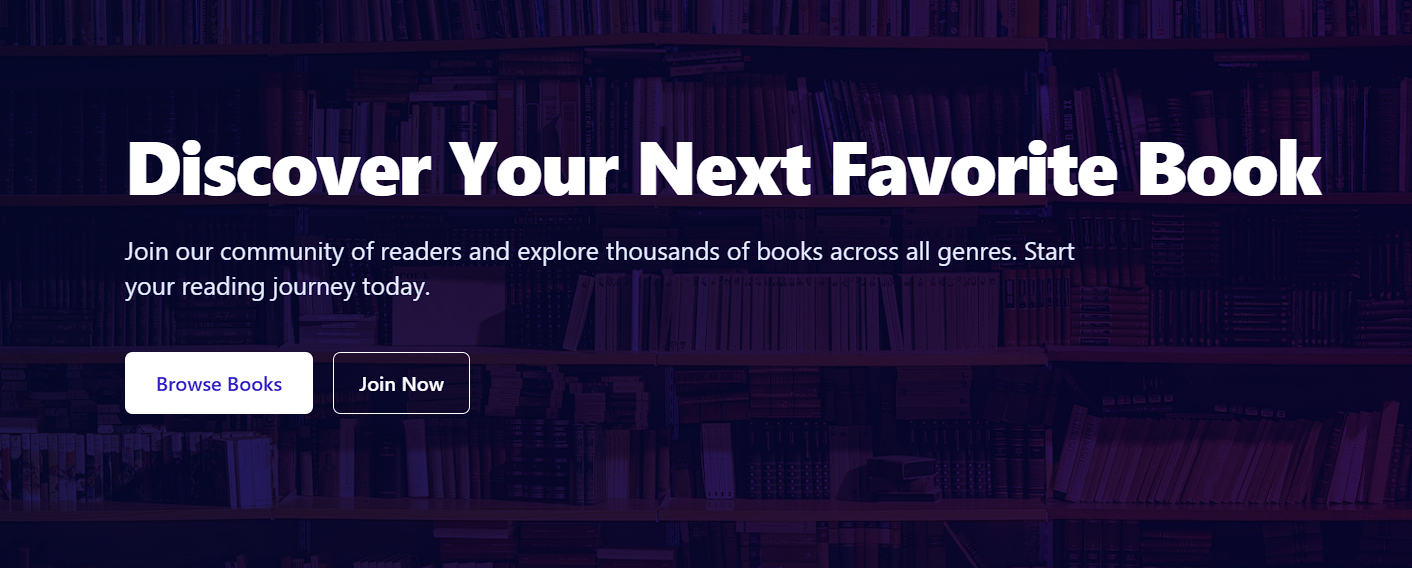 Discover Your Next Favorite Book
Join our community of readers and explore thousands of books across all genres. Start
your reading journey today.
Browse Books
Join Now